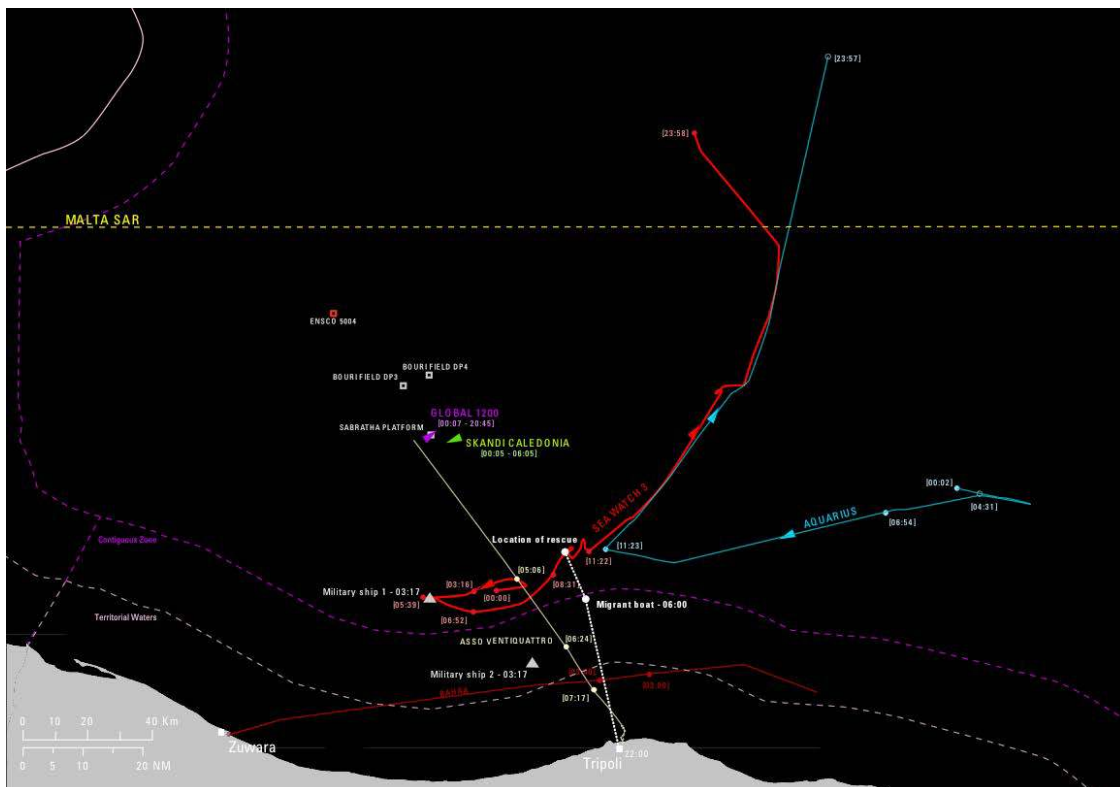 [23:57]
[23:58]
MALTA SAR
ENSCO 5004
BOURI FIELD DP4
BOURI FIELD DP3
GLOBAL 1200
[00:07 - 20:45]
SABRATHA PLATFORM
SKANDI CALEDONIA
[00:05 - 06:05]
SEA WATCH 3
[00:02]
[04:31]
AQUARIUS
[06:54]
Contigueux Zone
Location of rescue
[11:23]
[11:22]
[05:06]
[03:16]
[08:31]
Military ship 1 - 03:17
[00:00]
[05:39]
Migrant boat - 06:00
[06:52]
Territorial Waters
ASSO VENTIQUATTRO
[06:24]
Military ship 2 - 03:17
[07:17]
0 10 20 40 Km
0 5 10 20 NM
Zuwara
Tripoli
22:00